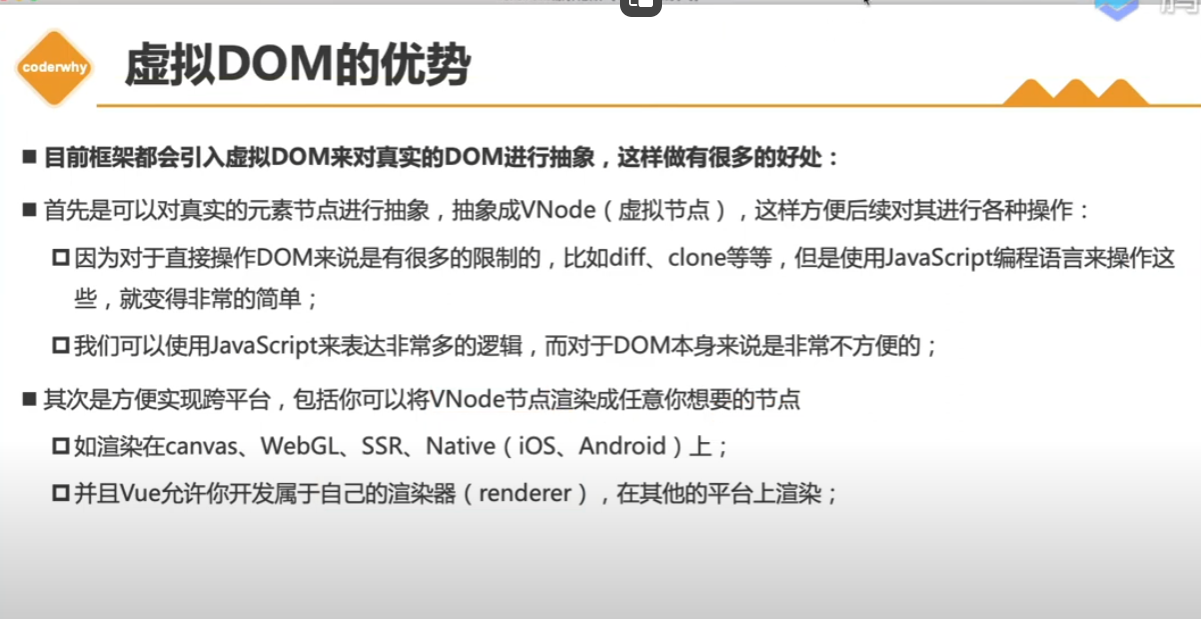 coderwhy
虚拟DOM的优势
■ 目前框架都会引入虚拟DOM来对真实的DOM进行抽象，这样做有很多的好处：
■ 首先是可以对真实的元素节点进行抽象，抽象成VNode（虚拟节点），这样方便后续对其进行各种操作：
因为对于直接操作DOM来说是有很多的限制的，比如diff、clone等等，但是使用JavaScript编程语言来操作这
些，就变得非常的简单；
我们可以使用JavaScript来表达非常多的逻辑，而对于DOM本身来说是非常不方便的；
■ 其次是方便实现跨平台，包括你可以将VNode节点渲染成任意你想要的节点
如渲染在canvas、WebGL、SSR、Native（iOS、Android）上；
并且Vue允许你开发属于自己的渲染器（renderer），在其他的平台上渲染；